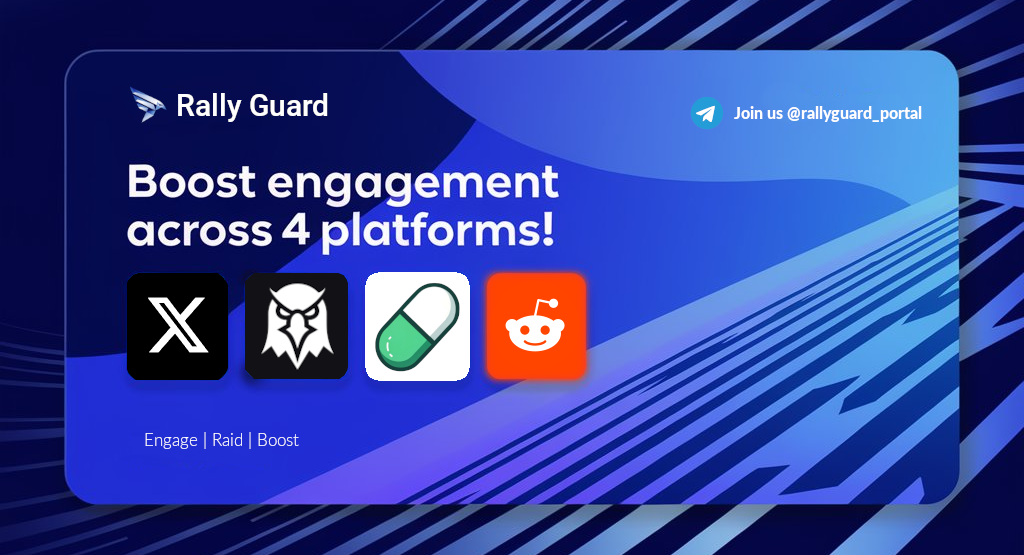 Rally Guard
Join us @rallyguard_portal
Boost engagement
across 4 platforms!
Engage | Raid | Boost